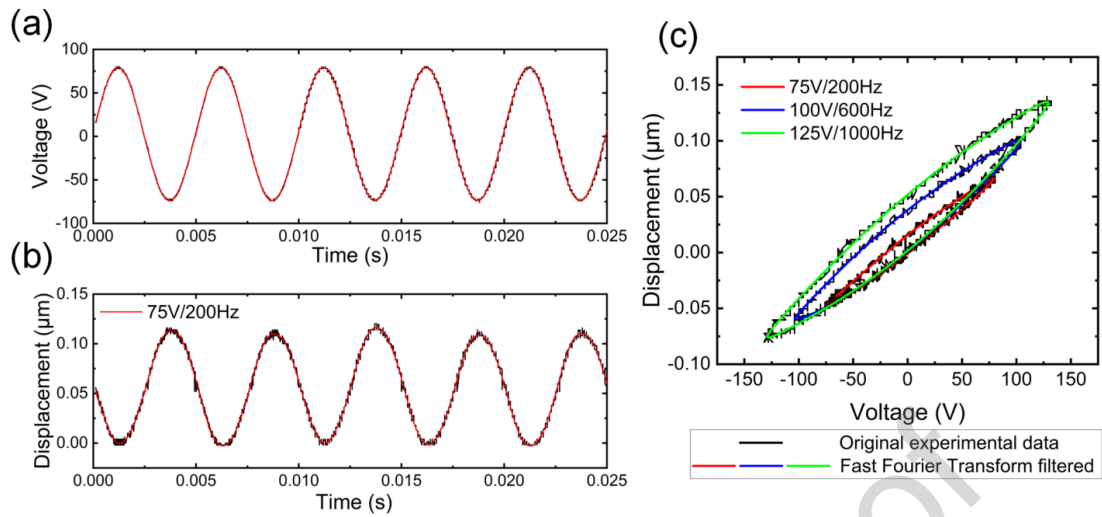 (a)
100
50
0
-50
-100
Voltage (V)
0.000 0.005 0.010 0.015 0.020 0.025
Time (s)
(b)
0.15
0.10
0.05
0.00
Displacement (µm)
75V/200Hz
0.000 0.005 0.010 0.015 0.020 0.025
Time (s)
(c)
0.15
0.10
0.05
0.00
-0.05
-0.10
Displacement (µm)
75V/200Hz
100V/600Hz
125V/1000Hz
-150 -100 -50 0 50 100 150
Voltage (V)
Original experimental data
Fast Fourier Transform filtered
of